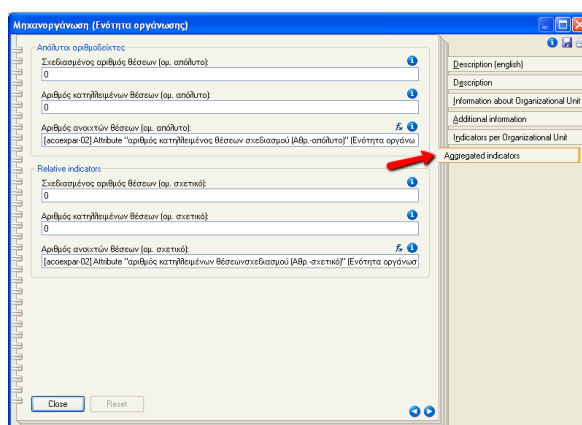 Μηχανοργάνωση (Ενότητα οργάνωσης)
Απόλυτοι αριθμοδείκτες
Σχεδιασμένος αριθμός θέσεων (ομ. απόλυτο):
0
Αριθμός κατηλλειμένων θέσεων (ομ. απόλυτο):
0
Αριθμός ανοιχτών θέσεων (ομ. απόλυτο):
[acoexpar-02] Attribute "αριθμός κατηλλειμένος θέσεων σχεδιασμού (Αθρ.-απόλυτο)" (Ενότητα οργάνω
Relative indicators
Σχεδιασμένος αριθμός θέσεων (ομ. σχετικό):
0
Αριθμός κατηλλειμένων θέσεων (ομ. σχετικό):
0
Αριθμός ανοιχτών θέσεων (ομ. σχετικό):
[acoexpar-02] Attribute "αριθμός κατηλλειμένων θέσεωνσχεδιασμού (Αθρ.-σχετικό)" (Ενότητα οργάνωσ
Close
Reset
Description (english)
Description
Information about Organizational Unit
Additional information
Indicators per Organizational Unit
Aggregated indicators